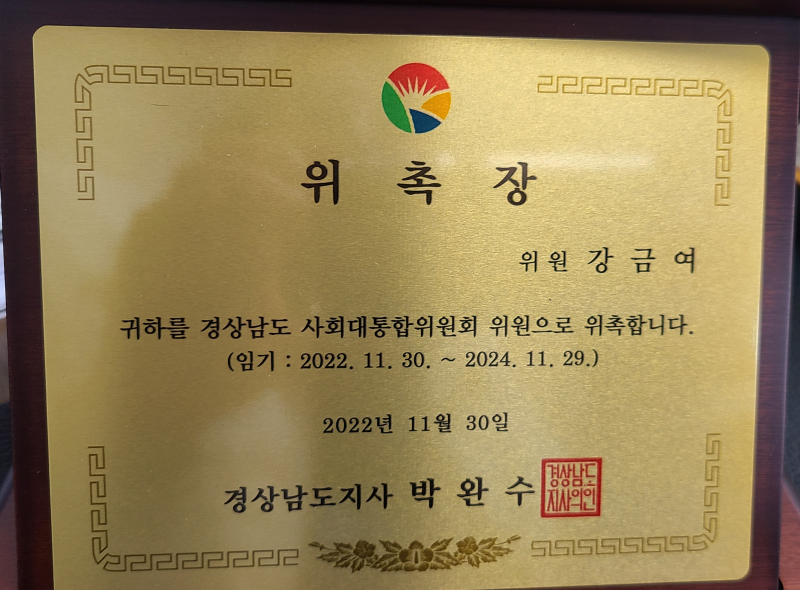 위 촉 장
위원 강 금 여
귀하를 경상남도 사회대통합위원회 위원으로 위촉합니다.
(임기 : 2022. 11. 30. ~ 2024. 11. 29.)
2022년 11월 30일
경상남도지사 박 완 수
경상남도
지사의인